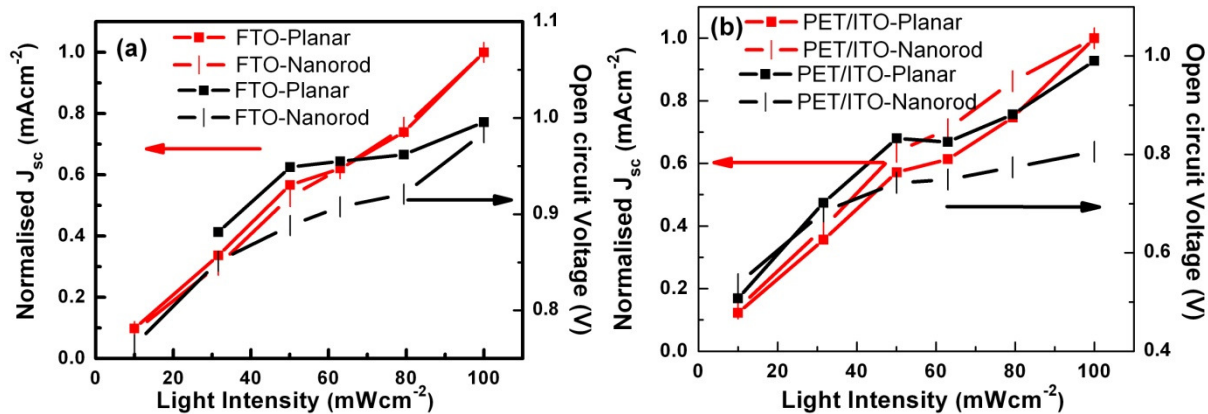 (a)
FTO-Planar
FTO-Nanorod
FTO-Planar
FTO-Nanorod
Normalised J_sc (mAcm⁻²)
1.0
0.8
0.6
0.4
0.2
0.0
Open circuit Voltage (V)
1.1
1.0
0.9
0.8
0 20 40 60 80 100
Light Intensity (mWcm⁻²)
(b)
PET/ITO-Planar
PET/ITO-Nanorod
PET/ITO-Planar
PET/ITO-Nanorod
Normalised J_sc (mAcm⁻²)
1.0
0.8
0.6
0.4
0.2
0.0
Open circuit Voltage (V)
1.0
0.8
0.6
0.4
0 20 40 60 80 100
Light Intensity (mWcm⁻²)